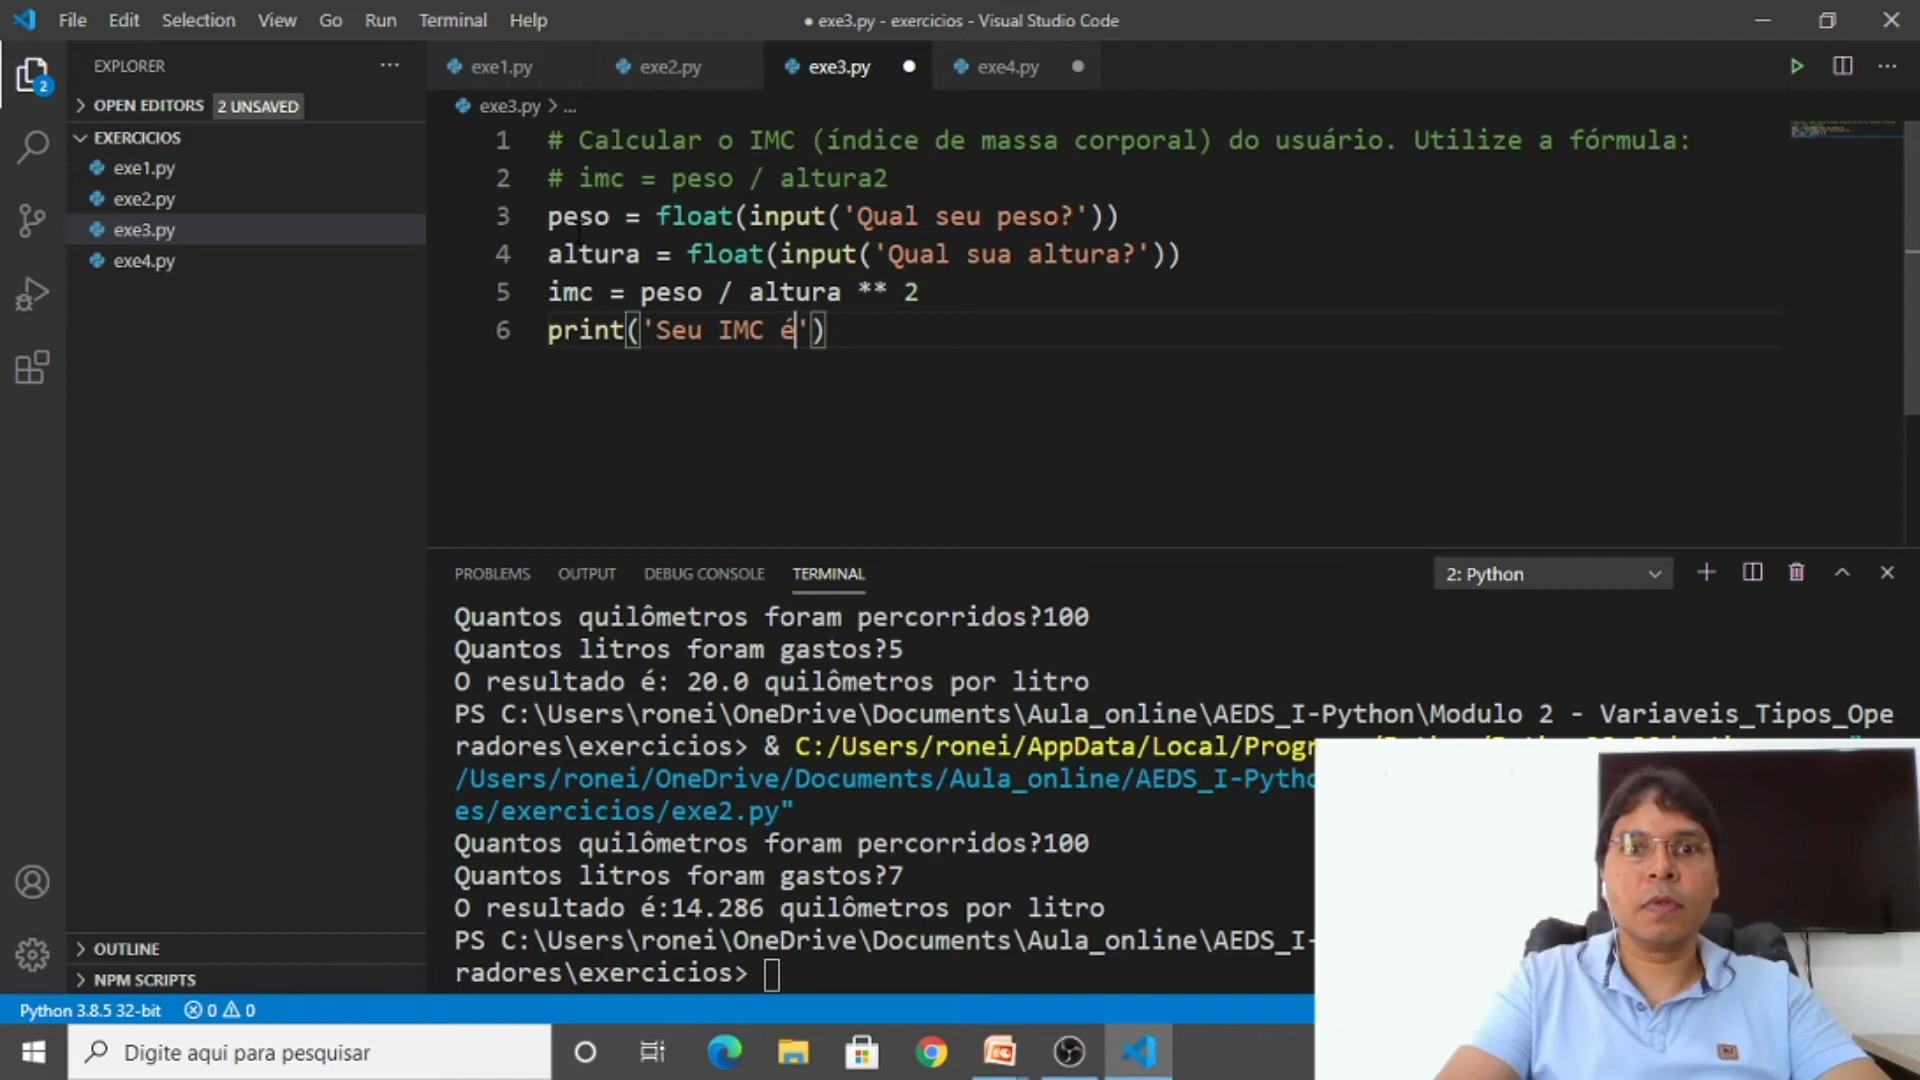 File Edit Selection View Go Run Terminal Help
● exe3.py - exercicios - Visual Studio Code
EXPLORER
2
OPEN EDITORS 2 UNSAVED
EXERCICIOS
exe1.py
exe2.py
exe3.py
exe4.py
OUTLINE
NPM SCRIPTS
exe1.py exe2.py exe3.py exe4.py
exe3.py > ...
1 # Calcular o IMC (índice de massa corporal) do usuário. Utilize a fórmula:
2 # imc = peso / altura2
3 peso = float(input('Qual seu peso?'))
4 altura = float(input('Qual sua altura?'))
5 imc = peso / altura ** 2
6 print('Seu IMC é')
PROBLEMS OUTPUT DEBUG CONSOLE TERMINAL
2: Python
Quantos quilômetros foram percorridos?100
Quantos litros foram gastos?5
O resultado é: 20.0 quilômetros por litro
PS C:\Users\ronei\OneDrive\Documents\Aula_online\AEDS_I-Python\Modulo 2 - Variaveis_Tipos_Ope
radores\exercicios> & C:/Users/ronei/AppData/Local/Progr
/Users/ronei/OneDrive/Documents/Aula_online/AEDS_I-Pytho
es/exercicios/exe2.py"
Quantos quilômetros foram percorridos?100
Quantos litros foram gastos?7
O resultado é:14.286 quilômetros por litro
PS C:\Users\ronei\OneDrive\Documents\Aula_online\AEDS_I-
radores\exercicios>
Python 3.8.5 32-bit 0 0
Digite aqui para pesquisar